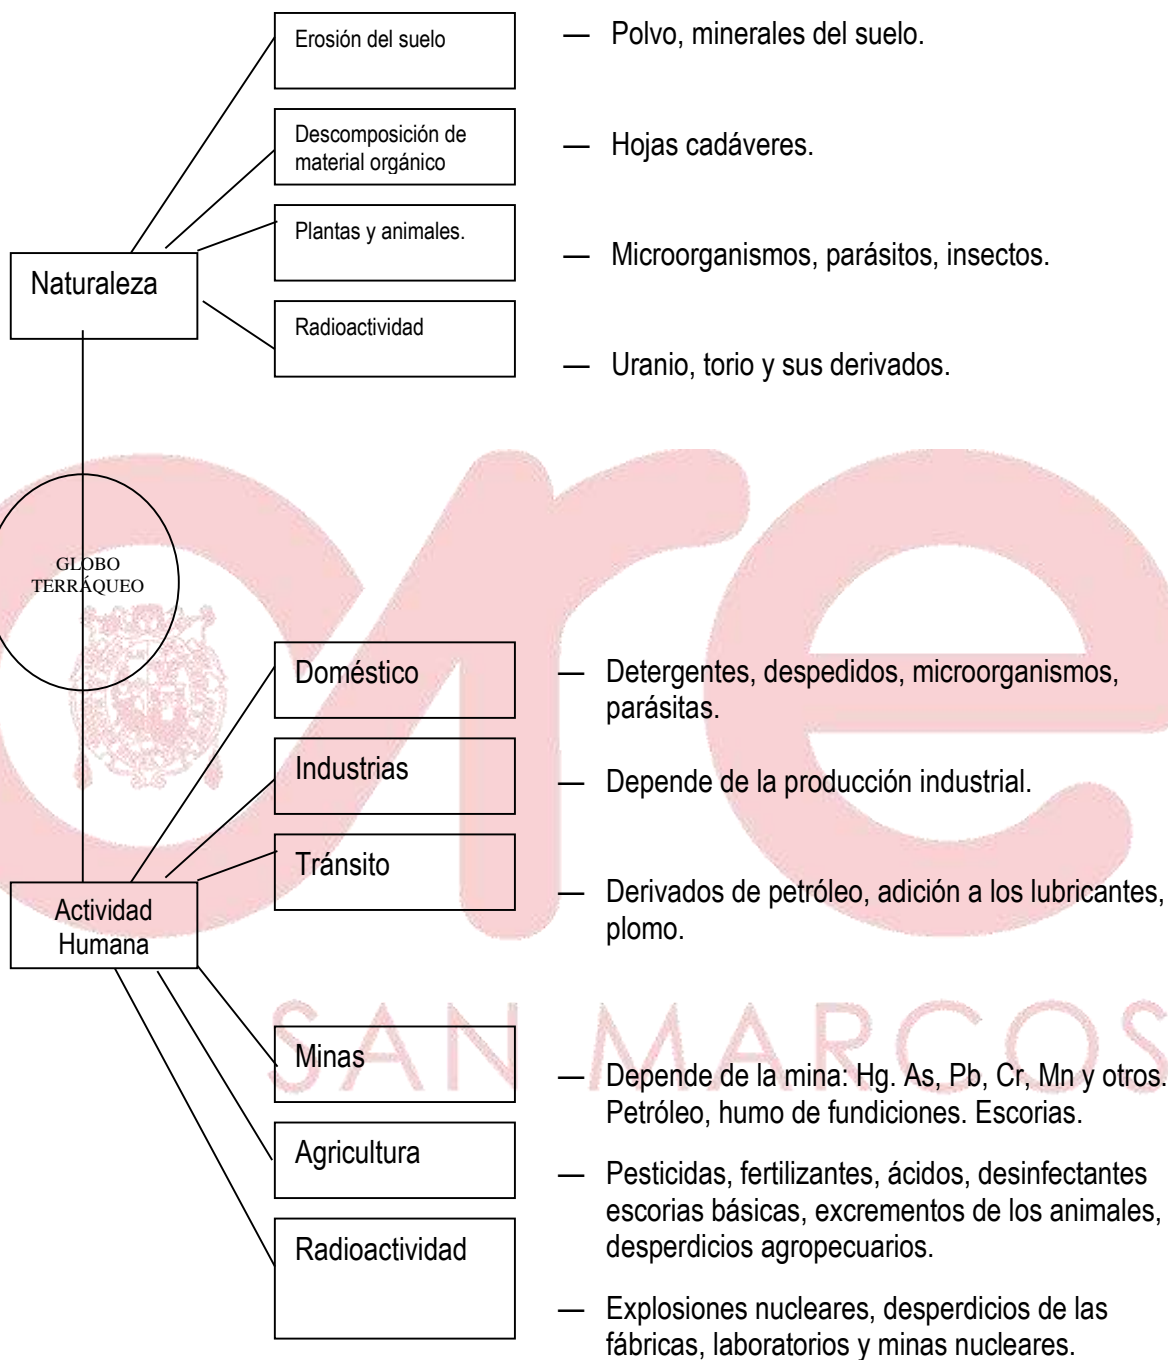 Erosión del suelo
— Polvo, minerales del suelo.
Descomposición de
material orgánico
— Hojas cadáveres.
Plantas y animales.
— Microorganismos, parásitos, insectos.
Naturaleza
Radioactividad
— Uranio, torio y sus derivados.
GLOBO
TERRÁQUEO
Doméstico
— Detergentes, despedidos, microorganismos,
parásitas.
Industrias
— Depende de la producción industrial.
Tránsito
— Derivados de petróleo, adición a los lubricantes,
plomo.
Actividad
Humana
Minas
— Depende de la mina: Hg. As, Pb, Cr, Mn y otros.
Petróleo, humo de fundiciones. Escorias.
Agricultura
— Pesticidas, fertilizantes, ácidos, desinfectantes
escorias básicas, excrementos de los animales,
desperdicios agropecuarios.
Radioactividad
— Explosiones nucleares, desperdicios de las
fábricas, laboratorios y minas nucleares.
ore
SAN MARCOS